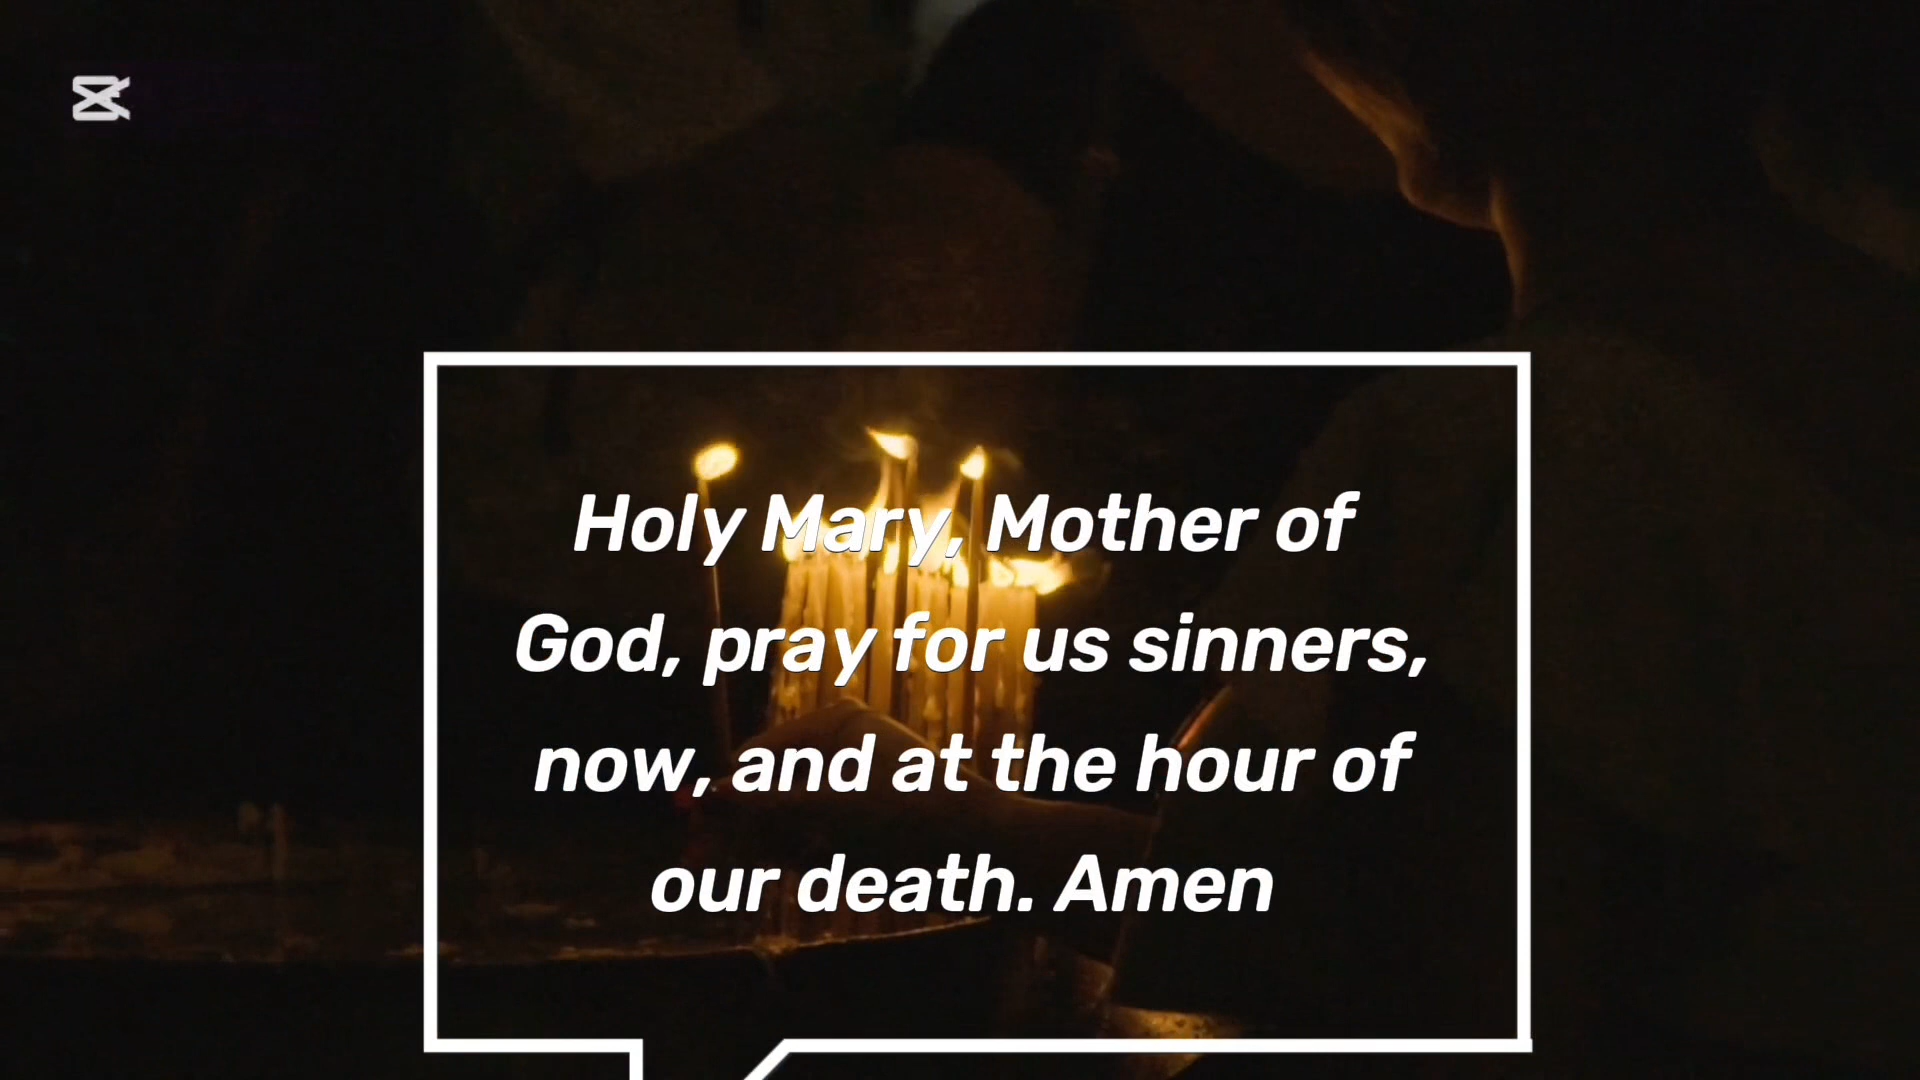 Holy Mary, Mother of
God, pray for us sinners,
now, and at the hour of
our death. Amen